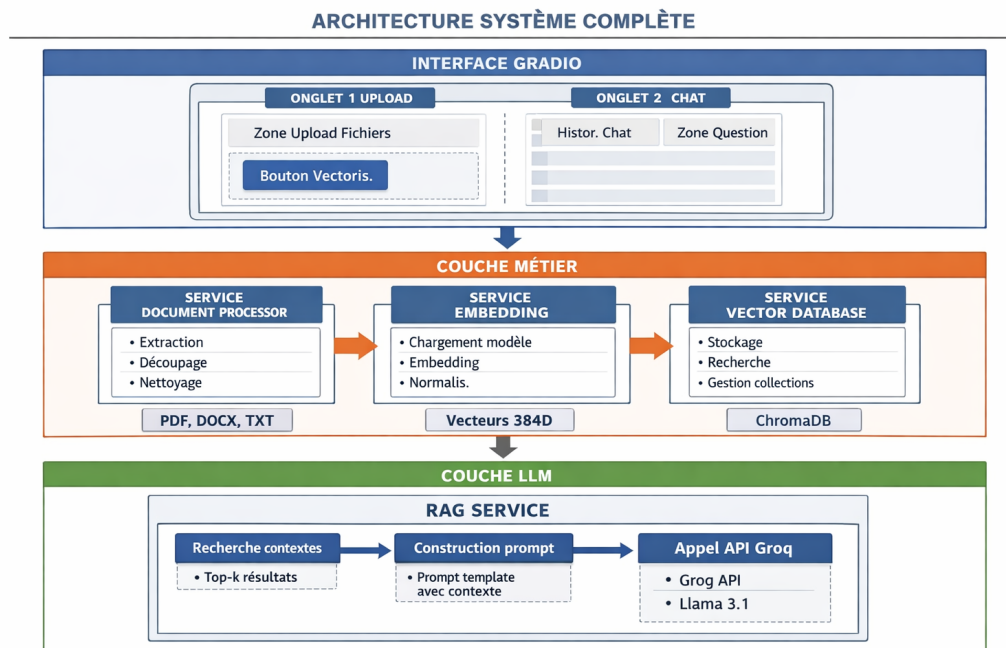 ARCHITECTURE SYSTÈME COMPLÈTE
INTERFACE GRADIO
ONGLET 1 UPLOAD
Zone Upload Fichiers
Bouton Vectoris.
ONGLET 2 CHAT
Histor. Chat
Zone Question
COUCHE MÉTIER
SERVICE
DOCUMENT PROCESSOR
• Extraction
• Découpage
• Nettoyage
PDF, DOCX, TXT
SERVICE
EMBEDDING
• Chargement modèle
• Embedding
• Normalis.
Vecteurs 384D
SERVICE
VECTOR DATABASE
• Stockage
• Recherche
• Gestion collections
ChromaDB
COUCHE LLM
RAG SERVICE
Recherche contextes
• Top-k résultats
Construction prompt
• Prompt template
avec contexte
Appel API Groq
• Grog API
• Llama 3.1